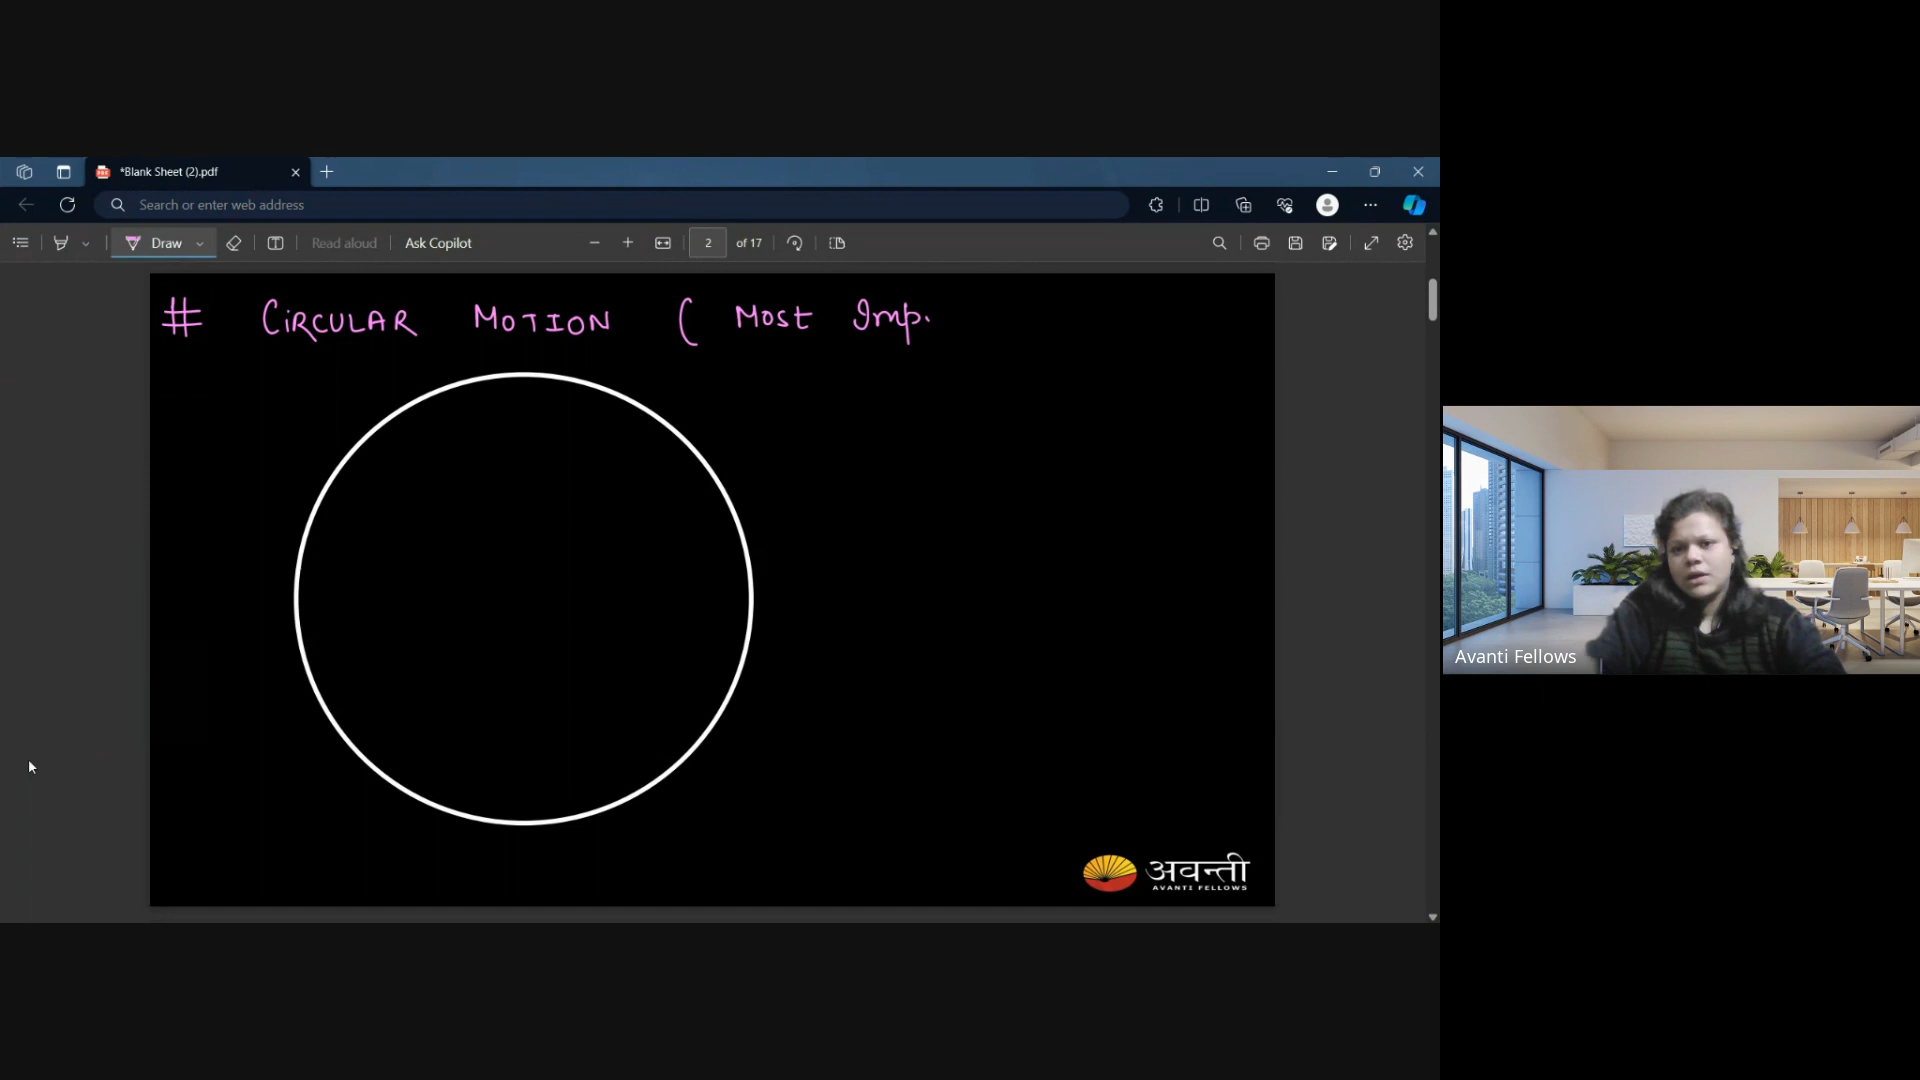 *Blank Sheet (2).pdf
Search or enter web address
Draw
Read aloud
Ask Copilot
2 of 17
# CIRCULAR MOTION ( MOST Imp.
अवन्ती
AVANTI FELLOWS
Avanti Fellows